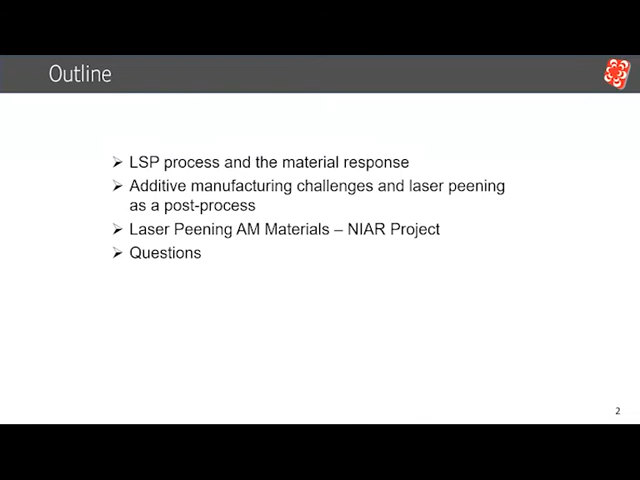 Outline
➢ LSP process and the material response
➢ Additive manufacturing challenges and laser peening
as a post-process
➢ Laser Peening AM Materials – NIAR Project
➢ Questions
2